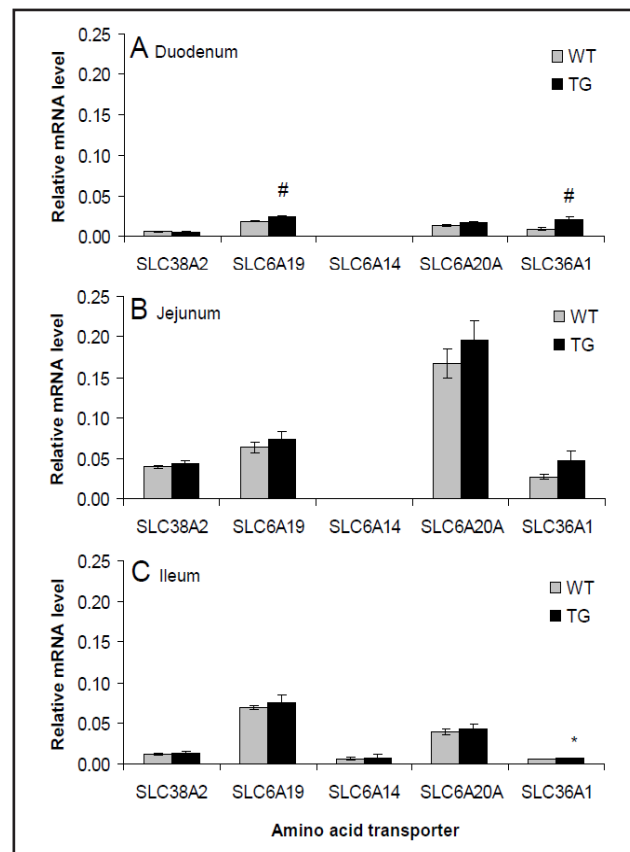 A Duodenum
WT
TG
Relative mRNA level
0.25
0.20
0.15
0.10
0.05
0.00
#
#
SLC38A2 SLC6A19 SLC6A14 SLC6A20A SLC36A1
B Jejunum
WT
TG
Relative mRNA level
0.25
0.20
0.15
0.10
0.05
0.00
SLC38A2 SLC6A19 SLC6A14 SLC6A20A SLC36A1
C Ileum
WT
TG
Relative mRNA level
0.25
0.20
0.15
0.10
0.05
0.00
*
SLC38A2 SLC6A19 SLC6A14 SLC6A20A SLC36A1
Amino acid transporter